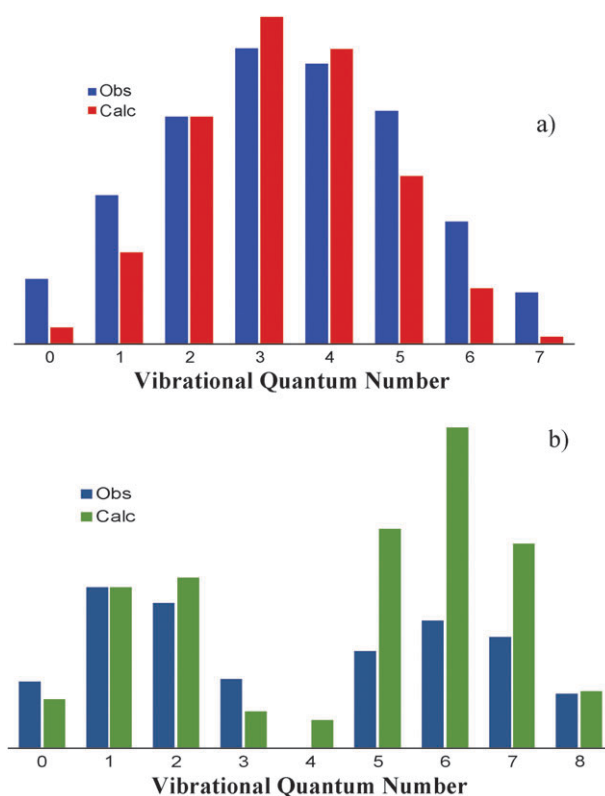 Obs
Calc
a)
0 1 2 3 4 5 6 7
Vibrational Quantum Number
b)
Obs
Calc
0 1 2 3 4 5 6 7 8
Vibrational Quantum Number